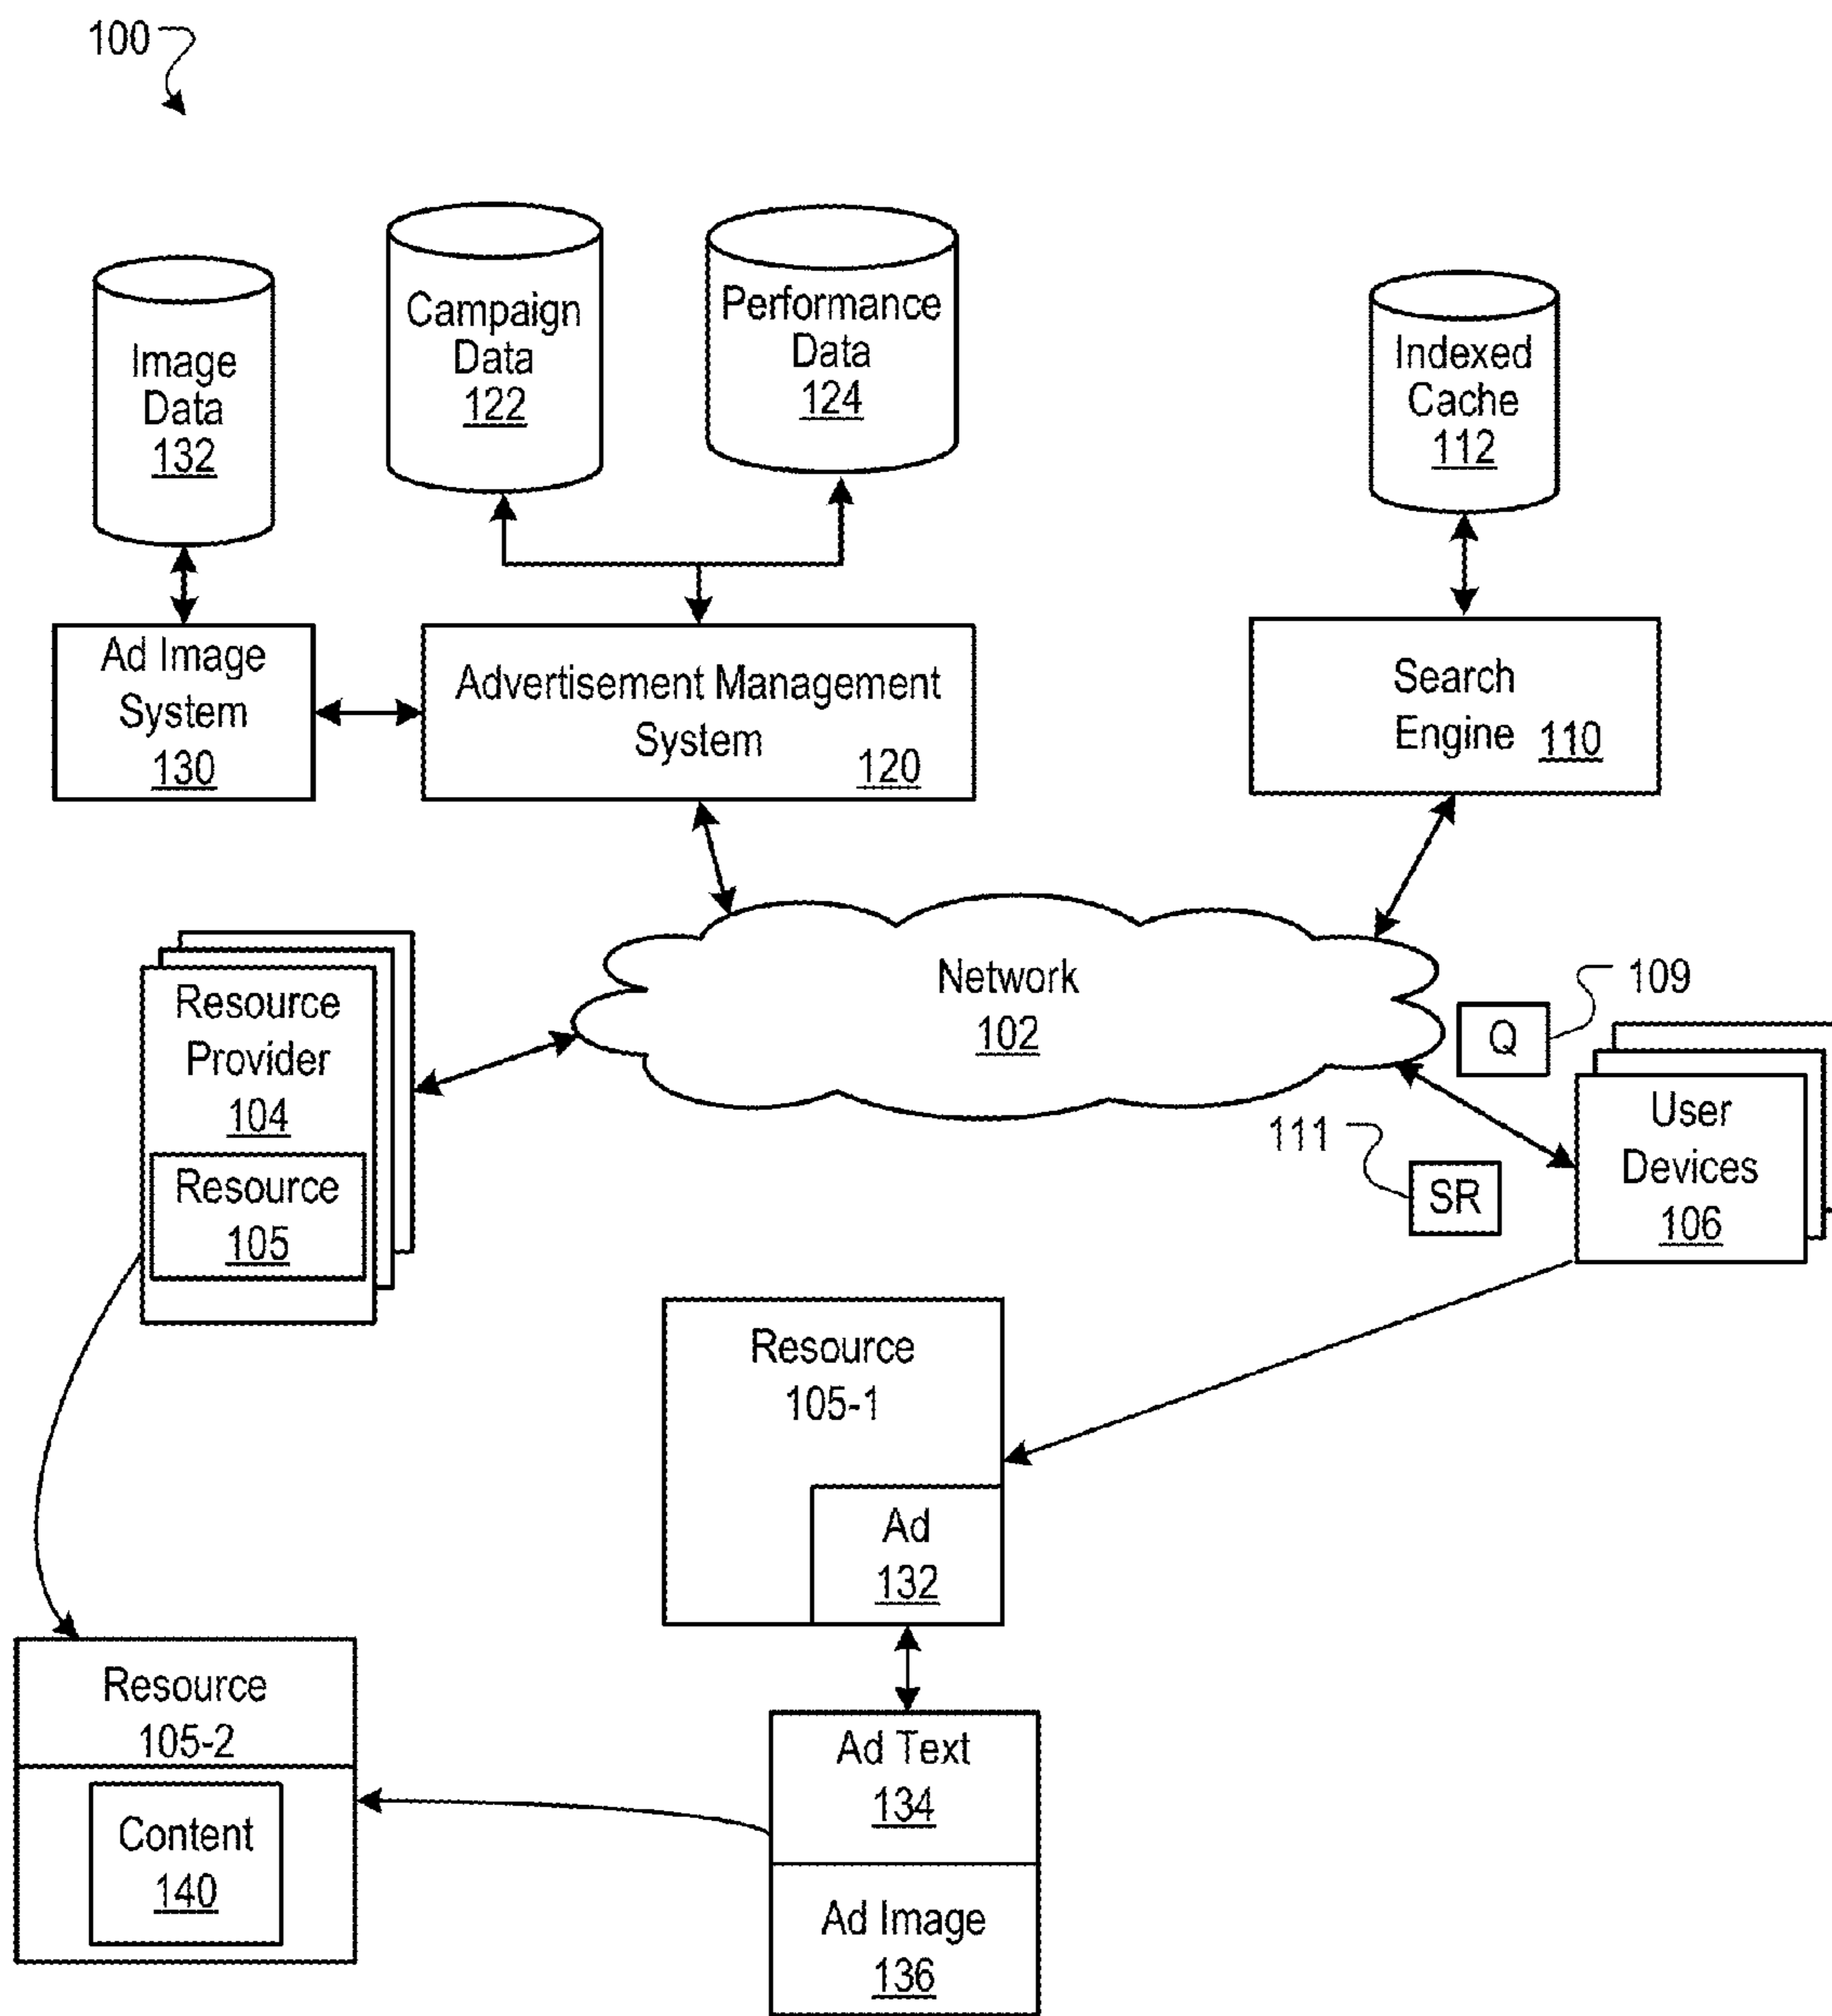 100
Image
Data
132
Campaign
Data
122
Performance
Data
124
Indexed
Cache
112
Ad Image
System
130
Advertisement Management
System
120
Search
Engine 110
Resource
Provider
104
Resource
105
Network
102
Q
109
111
SR
User
Devices
106
Resource
105-1
Ad
132
Resource
105-2
Content
140
Ad Text
134
Ad Image
136